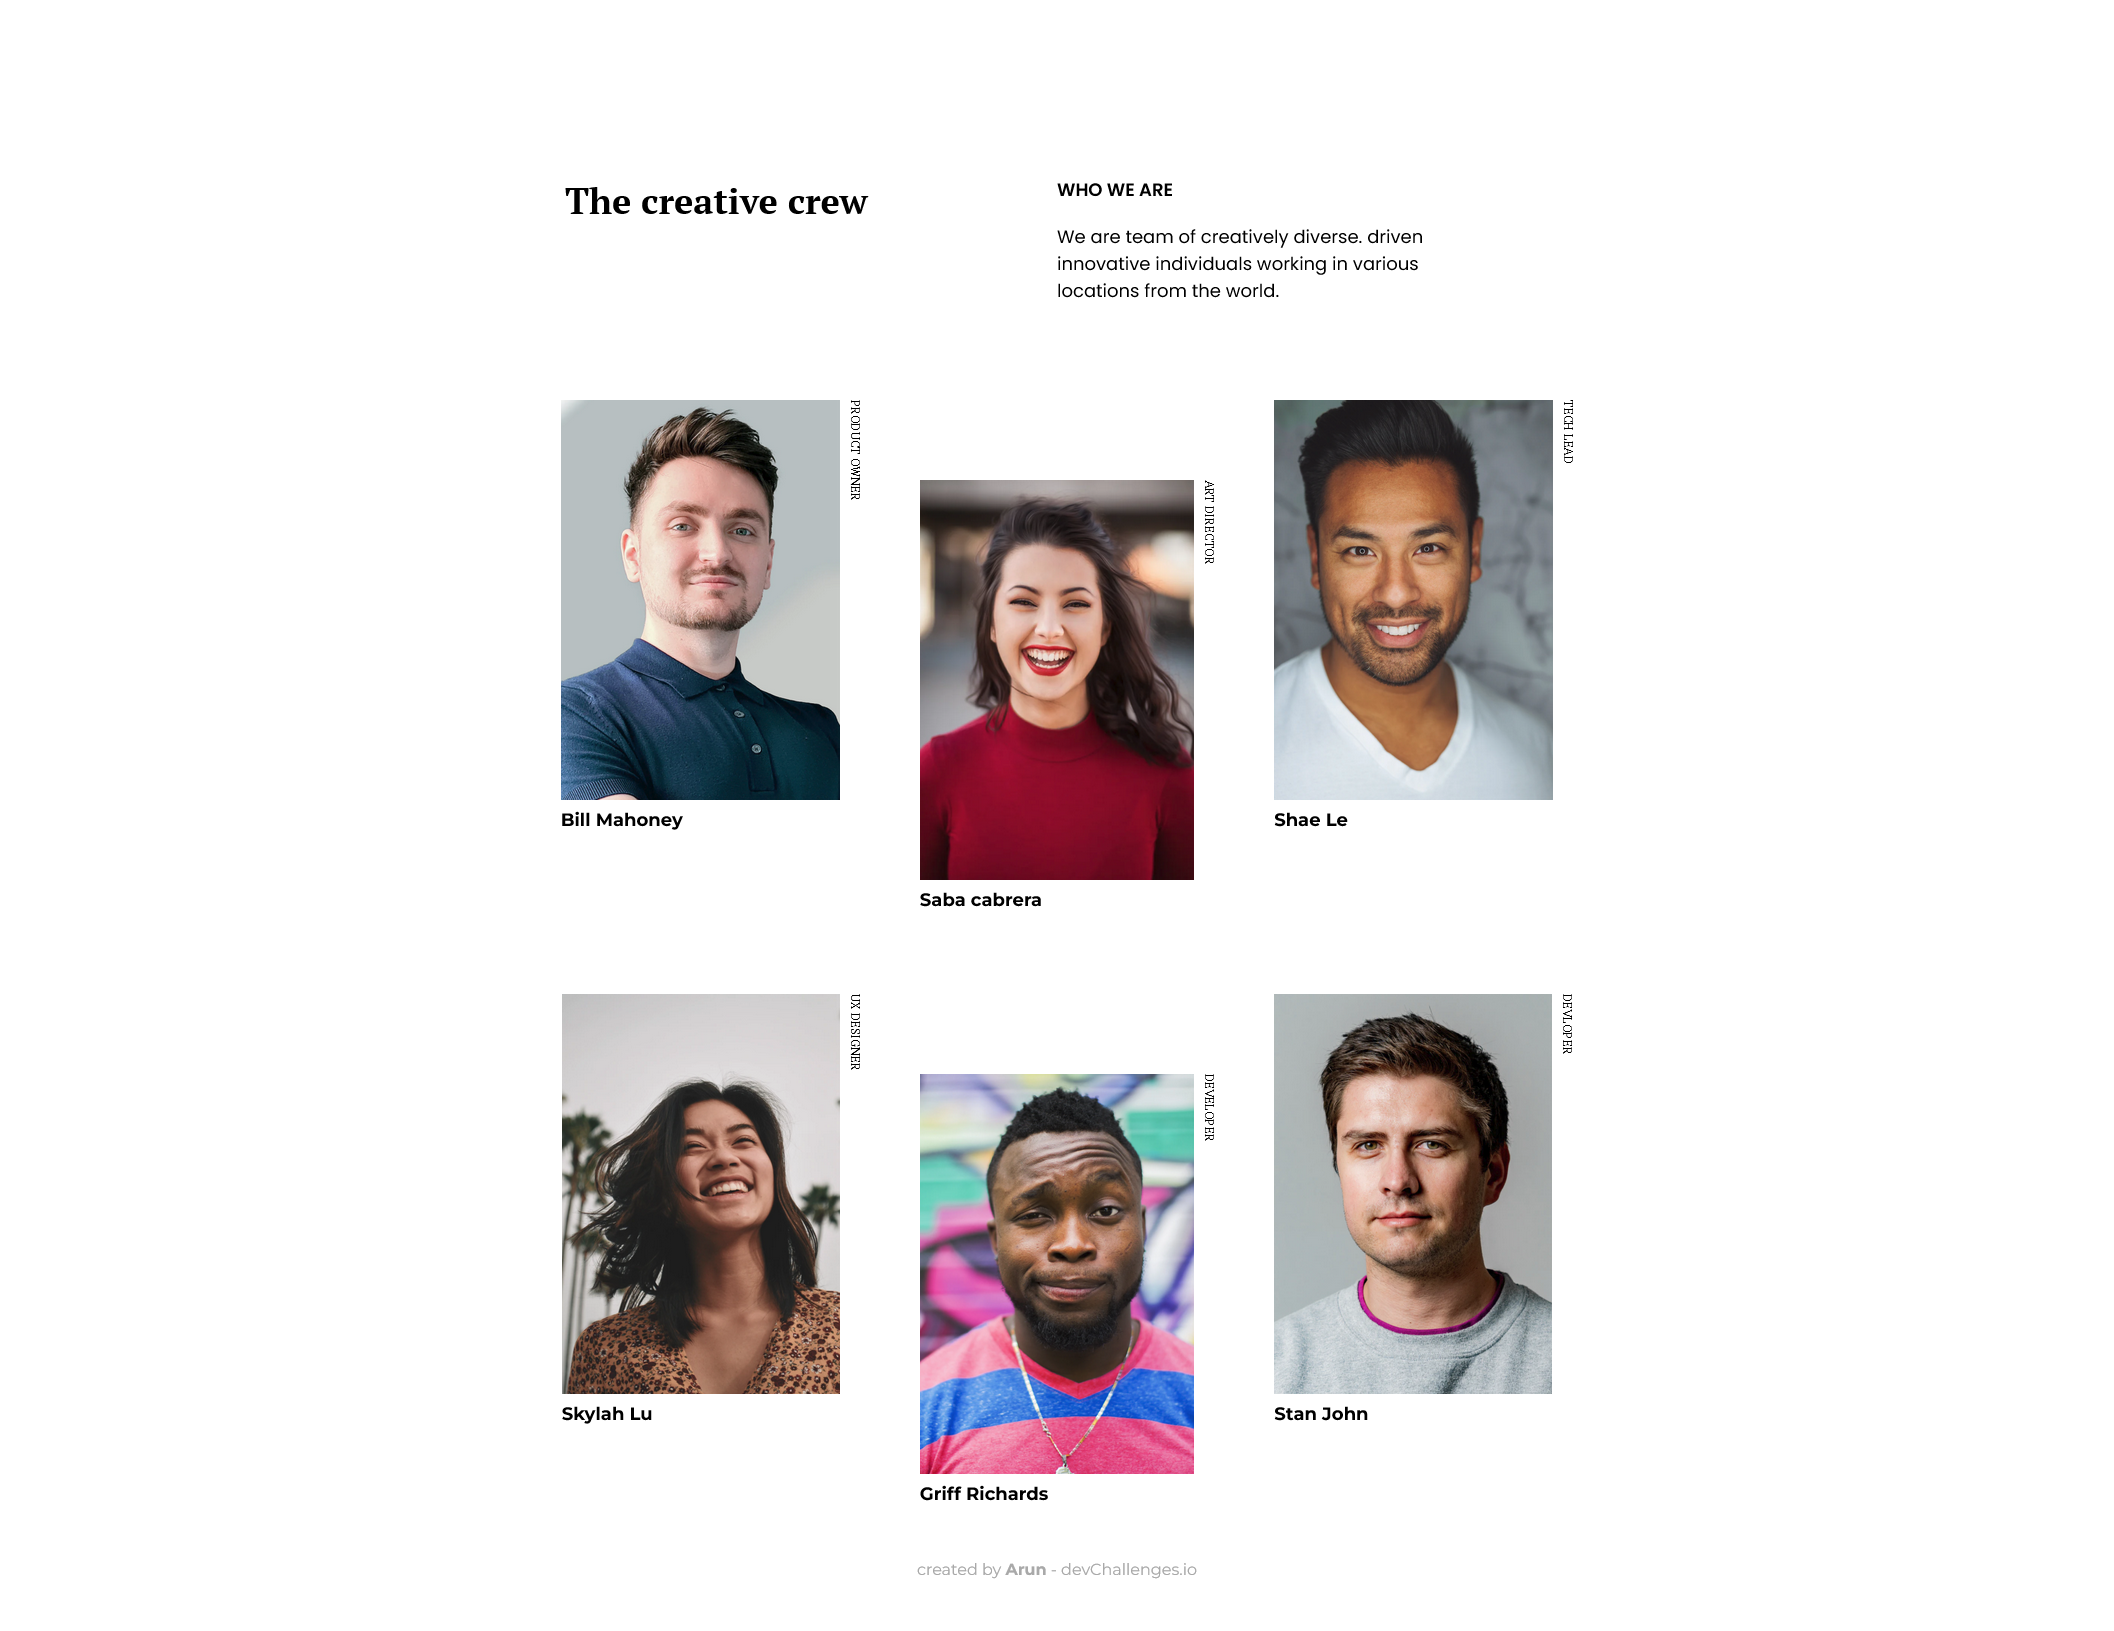 The creative crew
WHO WE ARE
We are team of creatively diverse. driven
innovative individuals working in various
locations from the world.
PRODUCT OWNER
Bill Mahoney
ART DIRECTOR
Saba cabrera
TECH LEAD
Shae Le
UX DESIGNER
Skylah Lu
DEVELOPER
Griff Richards
DEVLOPER
Stan John
created by Arun - devChallenges.io